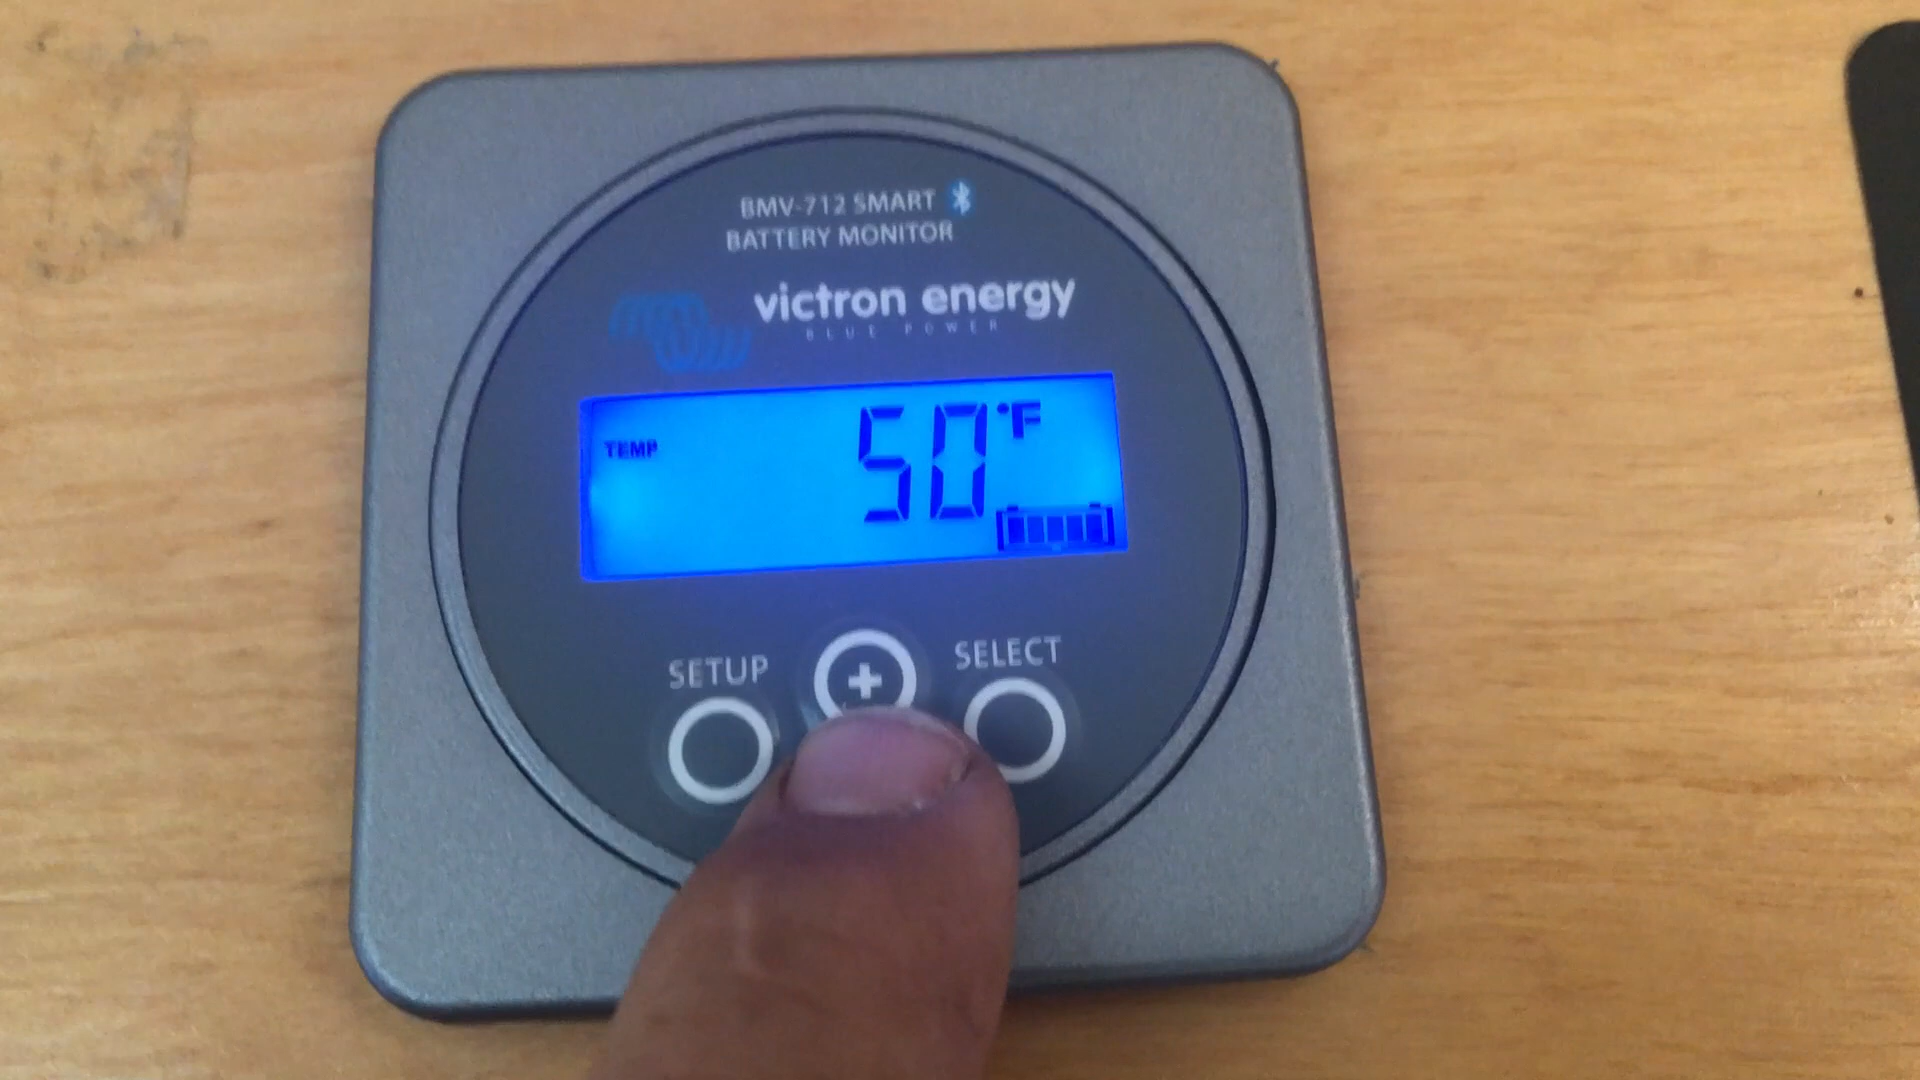 BMV-712 SMART
BATTERY MONITOR
victron energy
BLUE POWER
TEMP 50 °F
SETUP + SELECT